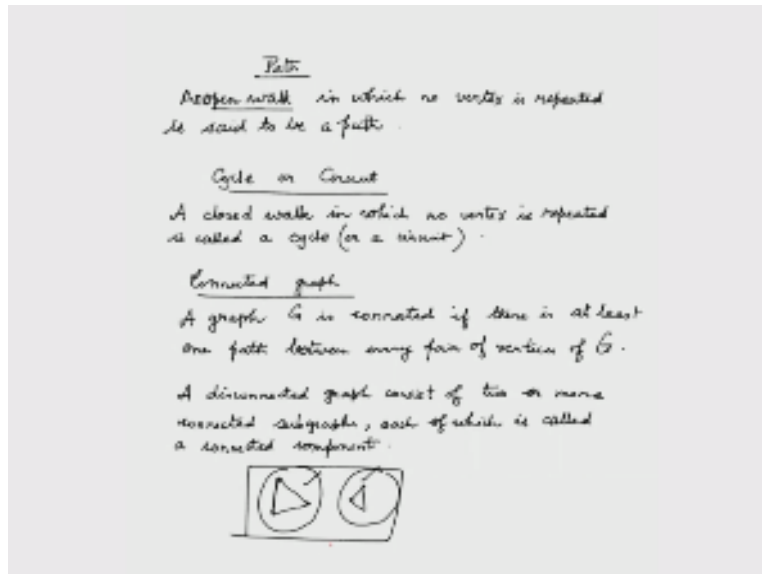 Path
An open walk in which no vertex is repeated
is said to be a path.
Cycle or Circuit
A closed walk in which no vertex is repeated
is called a cycle (or a circuit).
Connected graph
A graph G is connected if there is at least
one path between every pair of vertices of G.
A disconnected graph consist of two or more
connected subgraphs, each of which is called
a connected component.